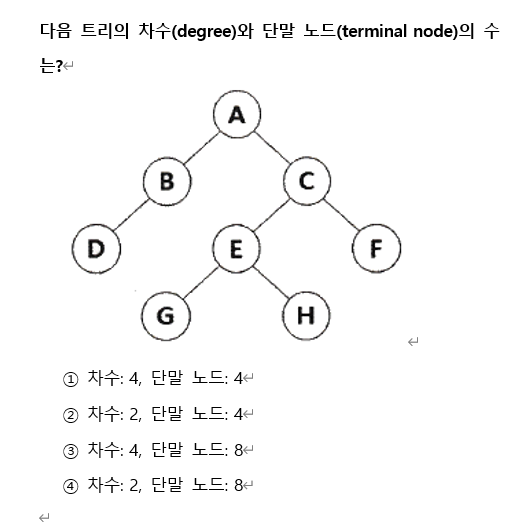 다음 트리의 차수(degree)와 단말 노드(terminal node)의 수
는?↵
A
B C
D E F
G H
↵
① 차수: 4, 단말 노드: 4↵
② 차수: 2, 단말 노드: 4↵
③ 차수: 4, 단말 노드: 8↵
④ 차수: 2, 단말 노드: 8↵
↵